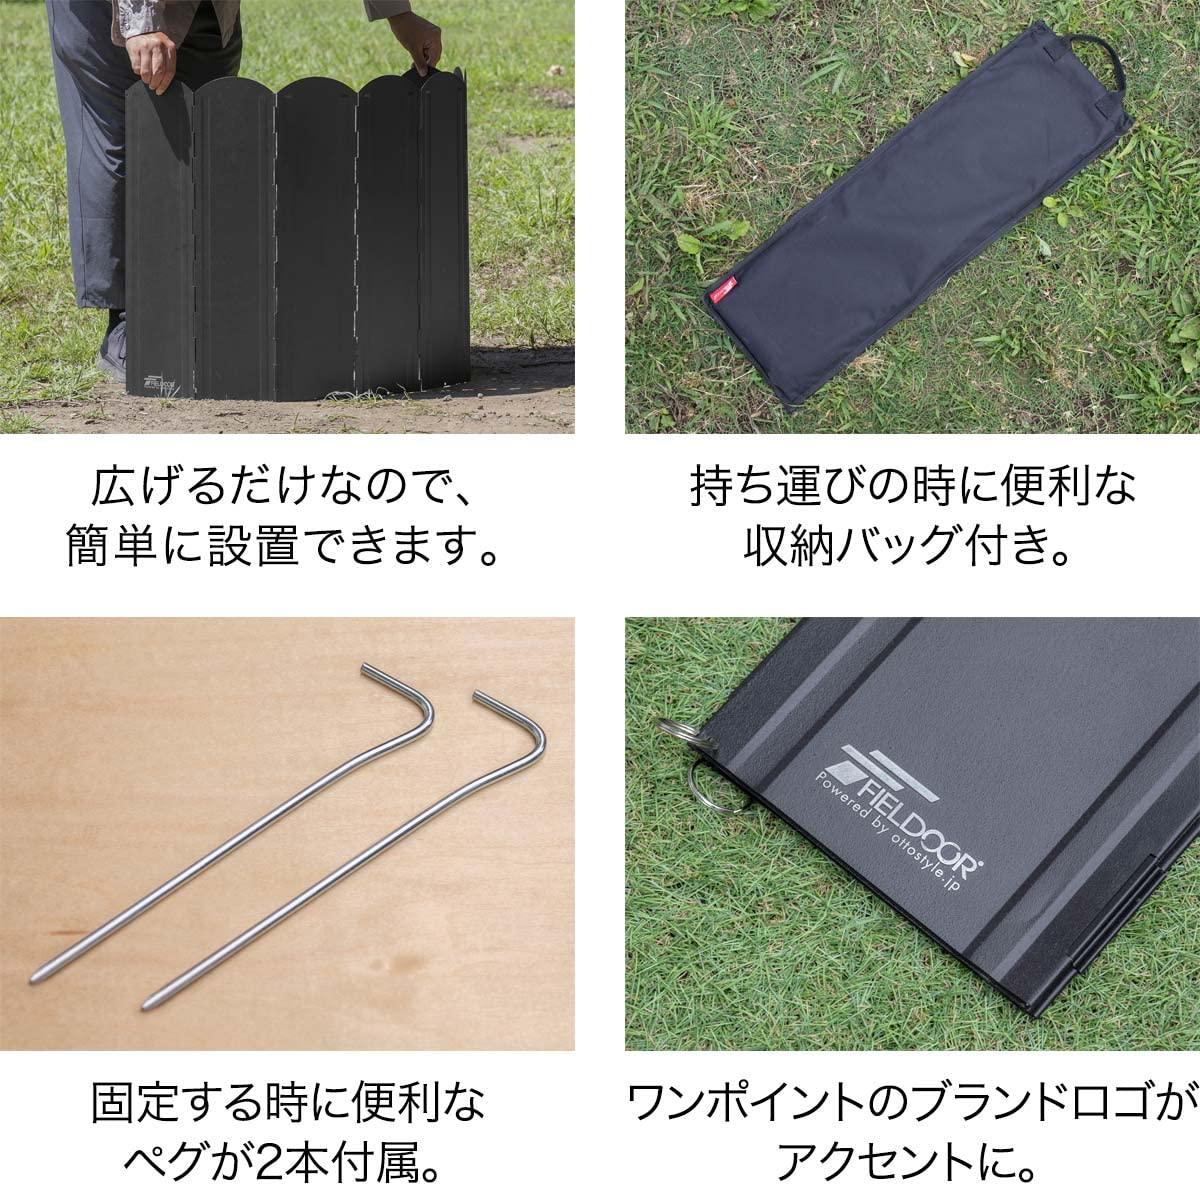 FIELDOOR
広げるだけなので、
簡単に設置できます。
持ち運びの時に便利な
収納バッグ付き。
固定する時に便利な
ペグが2本付属。
FIELDOOR®
Powered by ottostyle.jp
ワンポイントのブランドロゴが
アクセントに。